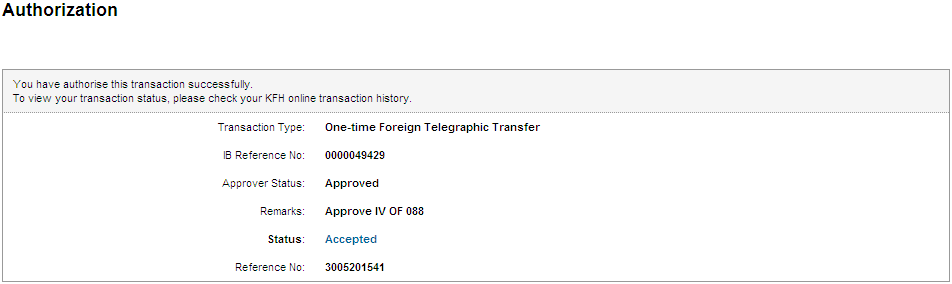 Authorization
You have authorise this transaction successfully.
To view your transaction status, please check your KFH online transaction history.
Transaction Type: One-time Foreign Telegraphic Transfer
IB Reference No: 0000049429
Approver Status: Approved
Remarks: Approve IV OF 088
Status: Accepted
Reference No: 3005201541